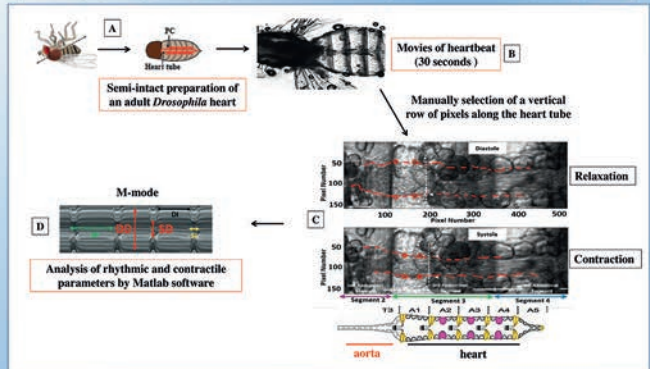 A
PC
Heart tube
Semi-intact preparation of
an adult Drosophila heart
Movies of heartbeat
(30 seconds )
B
Manually selection of a vertical
row of pixels along the heart tube
Diastole
Pixel Number
50
100
150
100
200
300
400
500
Pixel Number
Relaxation
C
Systole
Pixel Number
50
100
150
Contraction
Segment 2
Segment 3
Segment 4
T3
A1
A2
A3
A4
A5
aorta
heart
M-mode
D
DI
Analysis of rhythmic and contractile
parameters by Matlab software